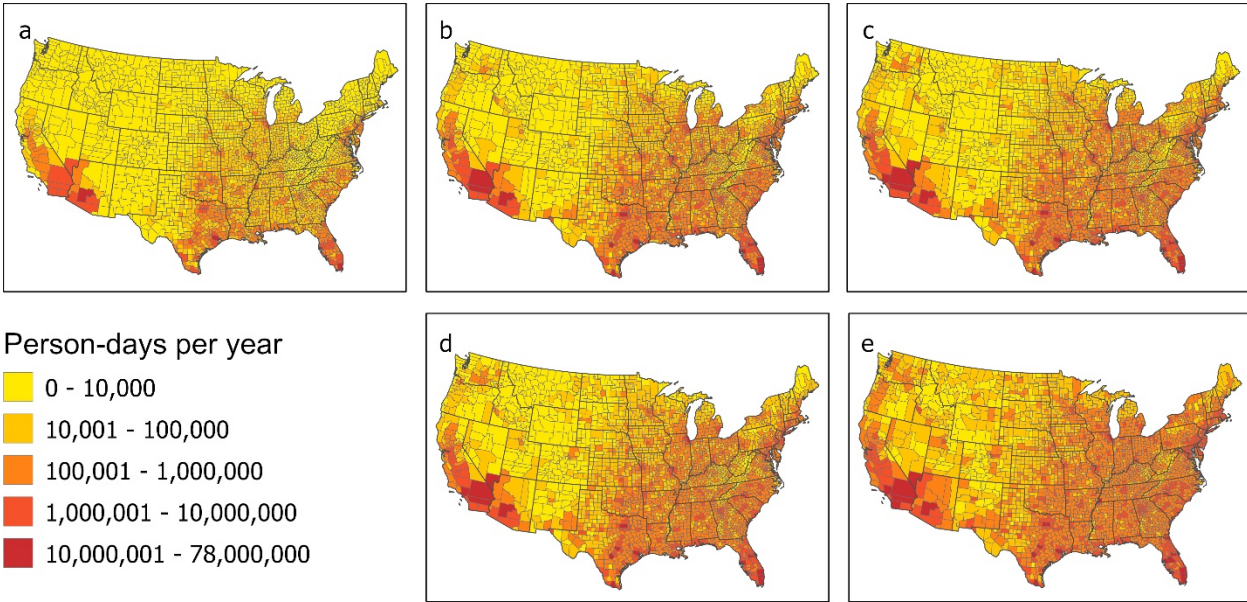 a
b
c
Person-days per year
0 - 10,000
10,001 - 100,000
100,001 - 1,000,000
1,000,001 - 10,000,000
10,000,001 - 78,000,000
d
e